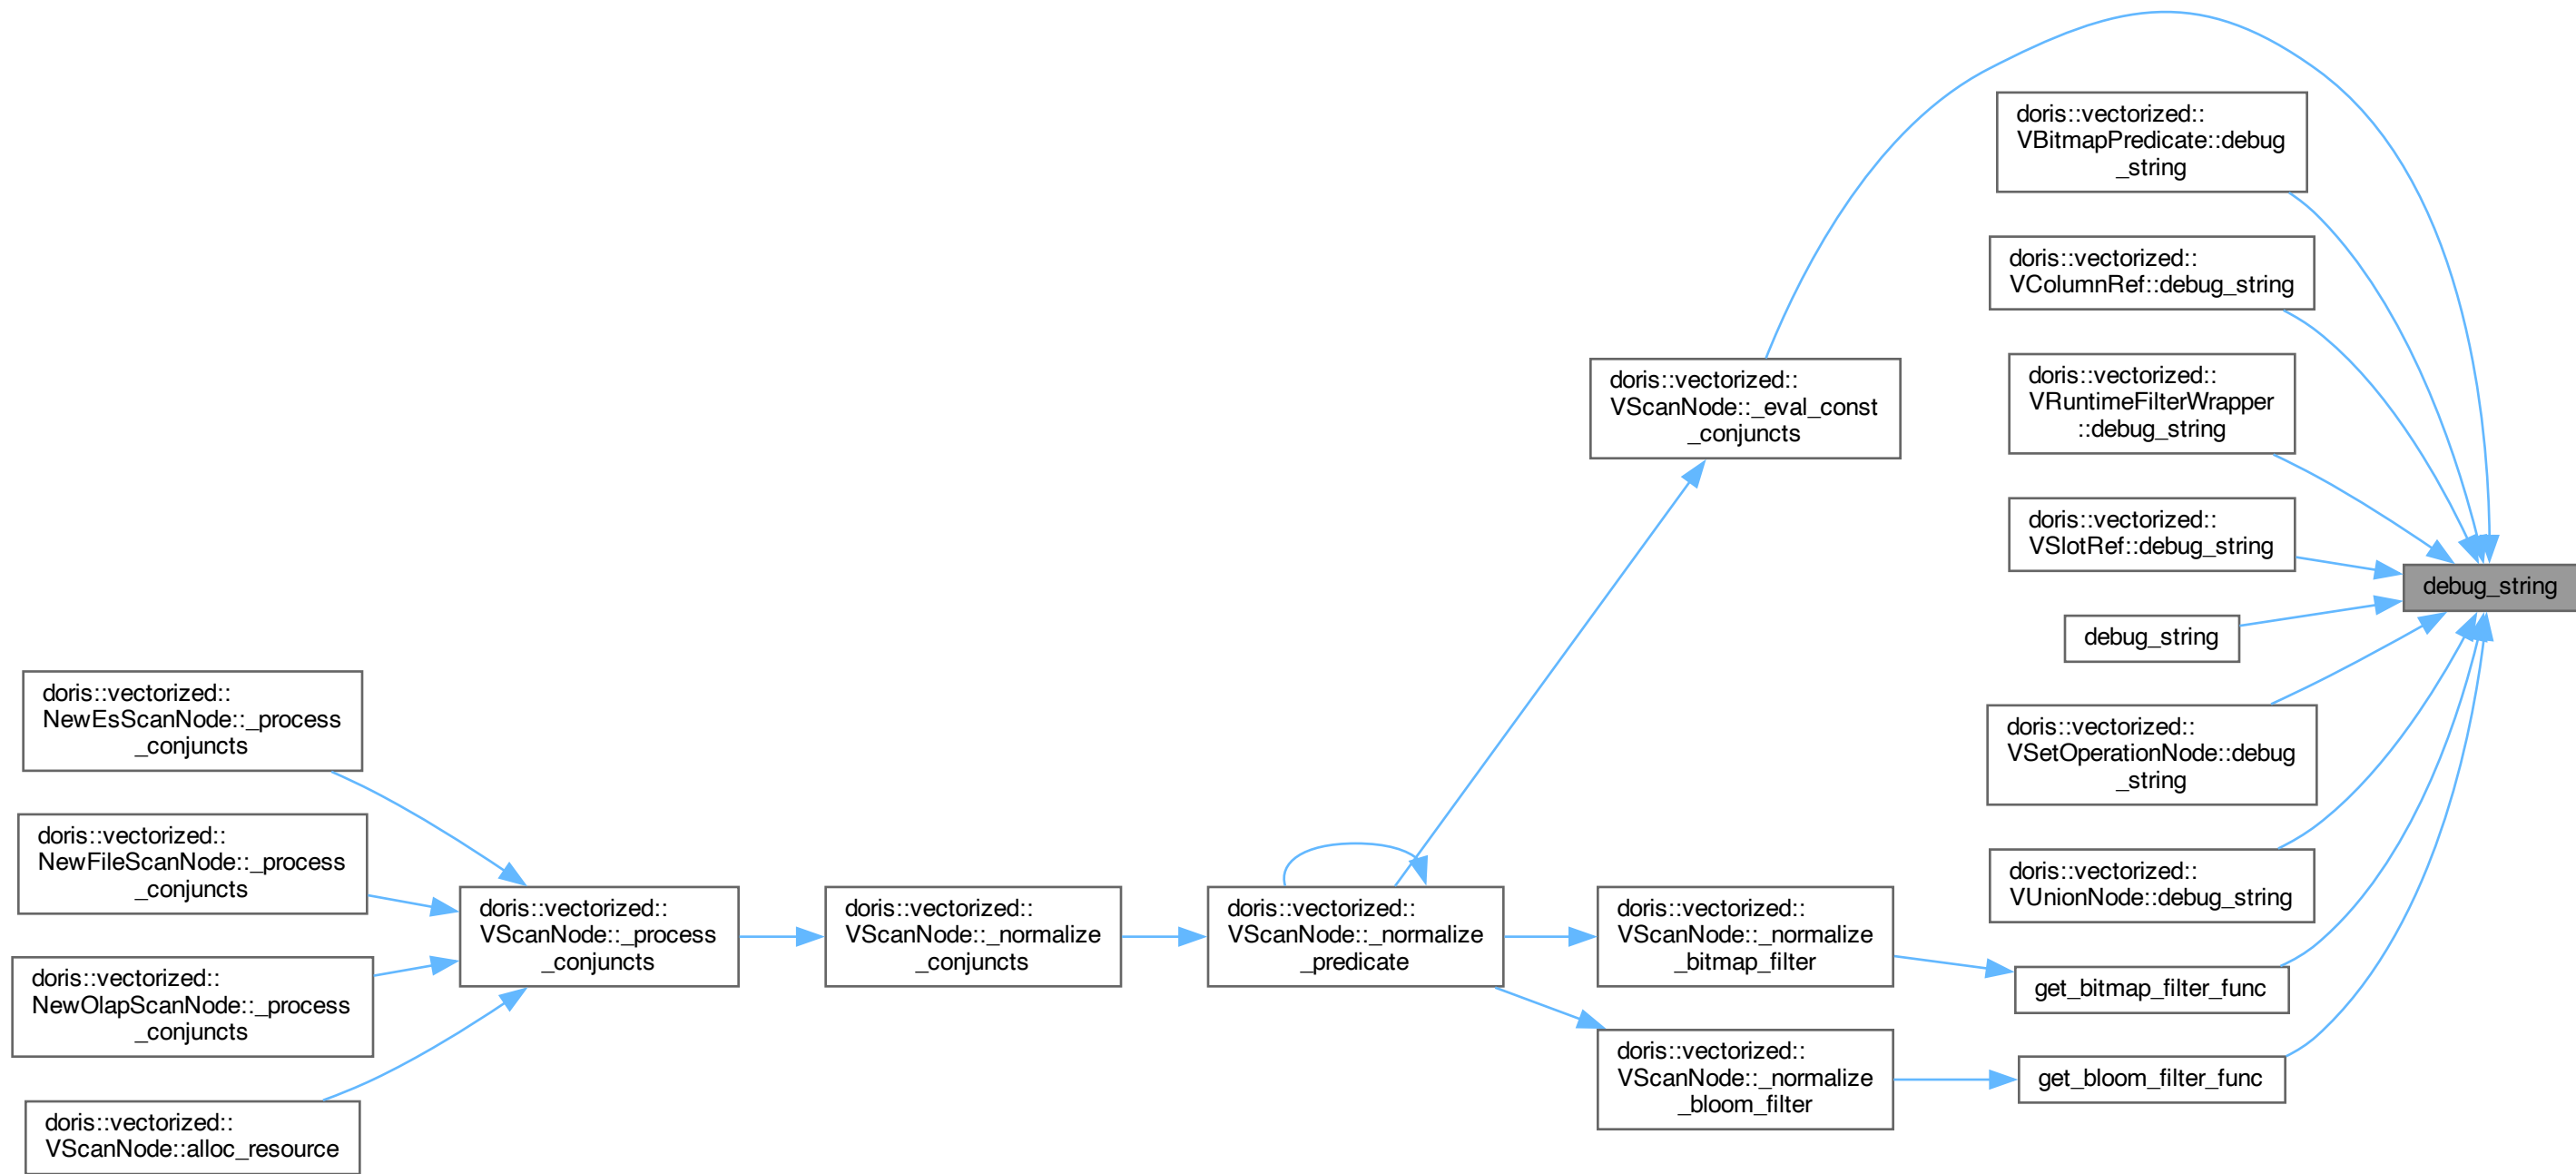 doris::vectorized::
VBitmapPredicate::debug
_string
doris::vectorized::
VColumnRef::debug_string
doris::vectorized::
VRuntimeFilterWrapper
::debug_string
doris::vectorized::
VScanNode::_eval_const
_conjuncts
doris::vectorized::
VSlotRef::debug_string
debug_string
debug_string
doris::vectorized::
NewEsScanNode::_process
_conjuncts
doris::vectorized::
VSetOperationNode::debug
_string
doris::vectorized::
NewFileScanNode::_process
_conjuncts
doris::vectorized::
VUnionNode::debug_string
doris::vectorized::
VScanNode::_process
_conjuncts
doris::vectorized::
VScanNode::_normalize
_conjuncts
doris::vectorized::
VScanNode::_normalize
_predicate
doris::vectorized::
VScanNode::_normalize
_bitmap_filter
doris::vectorized::
NewOlapScanNode::_process
_conjuncts
get_bitmap_filter_func
doris::vectorized::
VScanNode::_normalize
_bloom_filter
get_bloom_filter_func
doris::vectorized::
VScanNode::alloc_resource